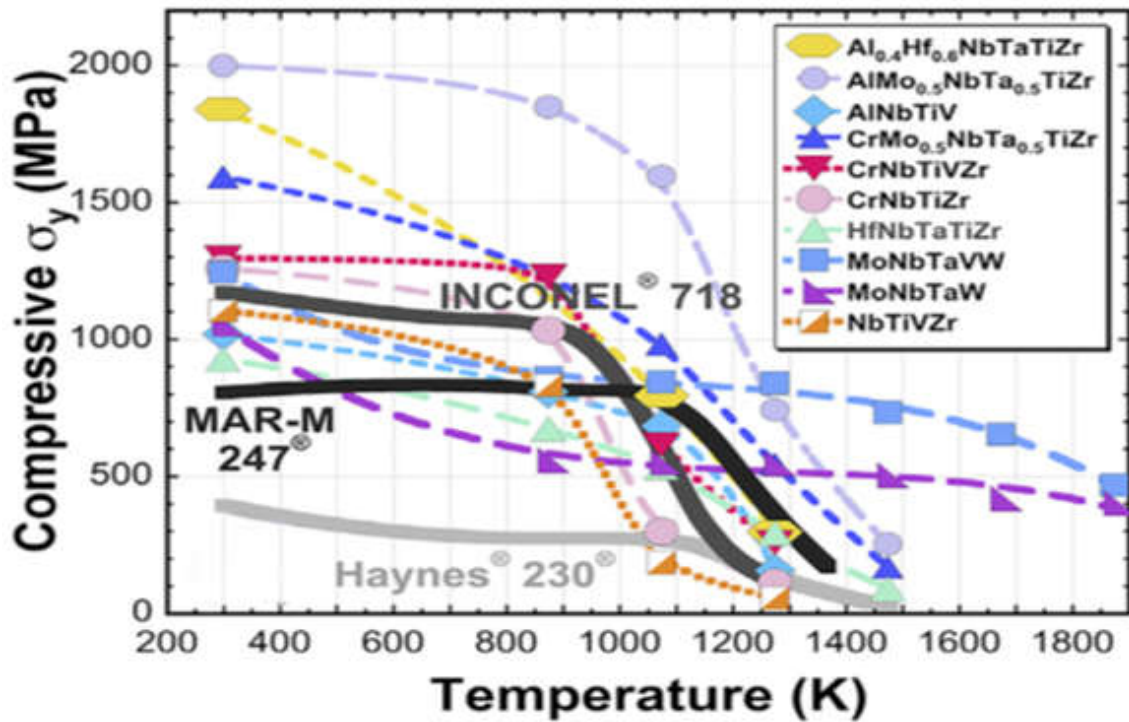 Compressive σy (MPa)
2000
1500
1000
500
0
Al0.4Hf0.6NbTaTiZr
AlMo0.5NbTa0.5TiZr
AlNbTiV
CrMo0.5NbTa0.5TiZr
CrNbTiVZr
CrNbTiZr
HfNbTaTiZr
MoNbTaVW
MoNbTaW
NbTiVZr
INCONEL® 718
MAR-M
247®
Haynes® 230®
200 400 600 800 1000 1200 1400 1600 1800
Temperature (K)